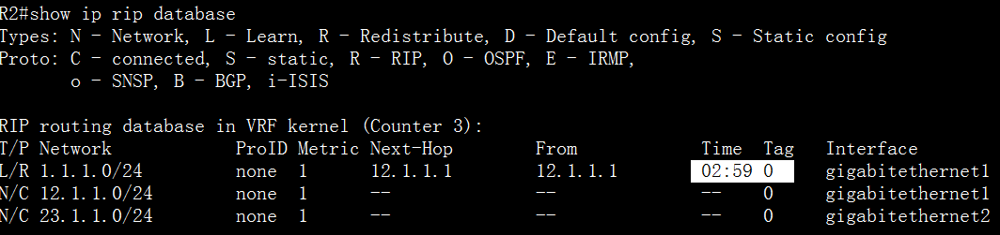 R2#show ip rip database
Types: N - Network, L - Learn, R - Redistribute, D - Default config, S - Static config
Proto: C - connected, S - static, R - RIP, O - OSPF, E - IRMP,
       o - SNSP, B - BGP, i-ISIS

RIP routing database in VRF kernel (Counter 3):
T/P Network            ProID Metric Next-Hop        From            Time  Tag   Interface
L/R 1.1.1.0/24         none  1      12.1.1.1        12.1.1.1        02:59 0     gigabitethernet1
N/C 12.1.1.0/24        none  1      --              --              --    0     gigabitethernet1
N/C 23.1.1.0/24        none  1      --              --              --    0     gigabitethernet2